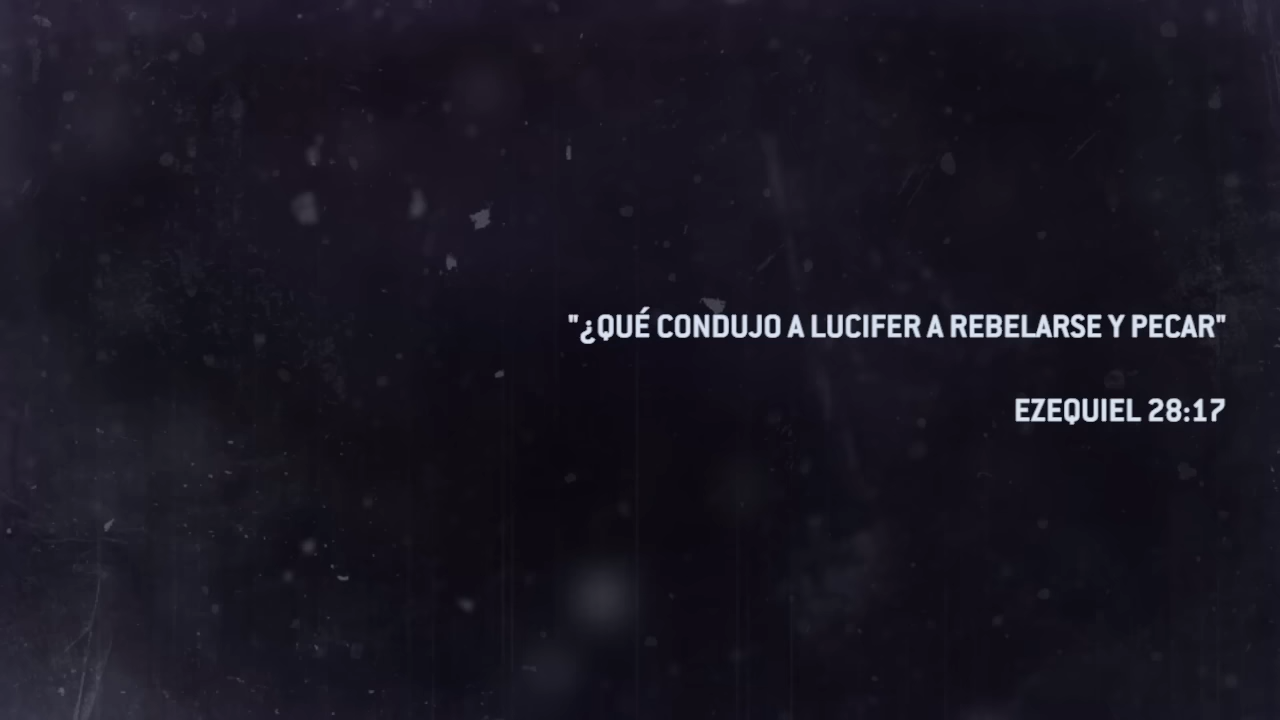 "¿QUÉ CONDUJO A LUCIFER A REBELARSE Y PECAR"
EZEQUIEL 28:17